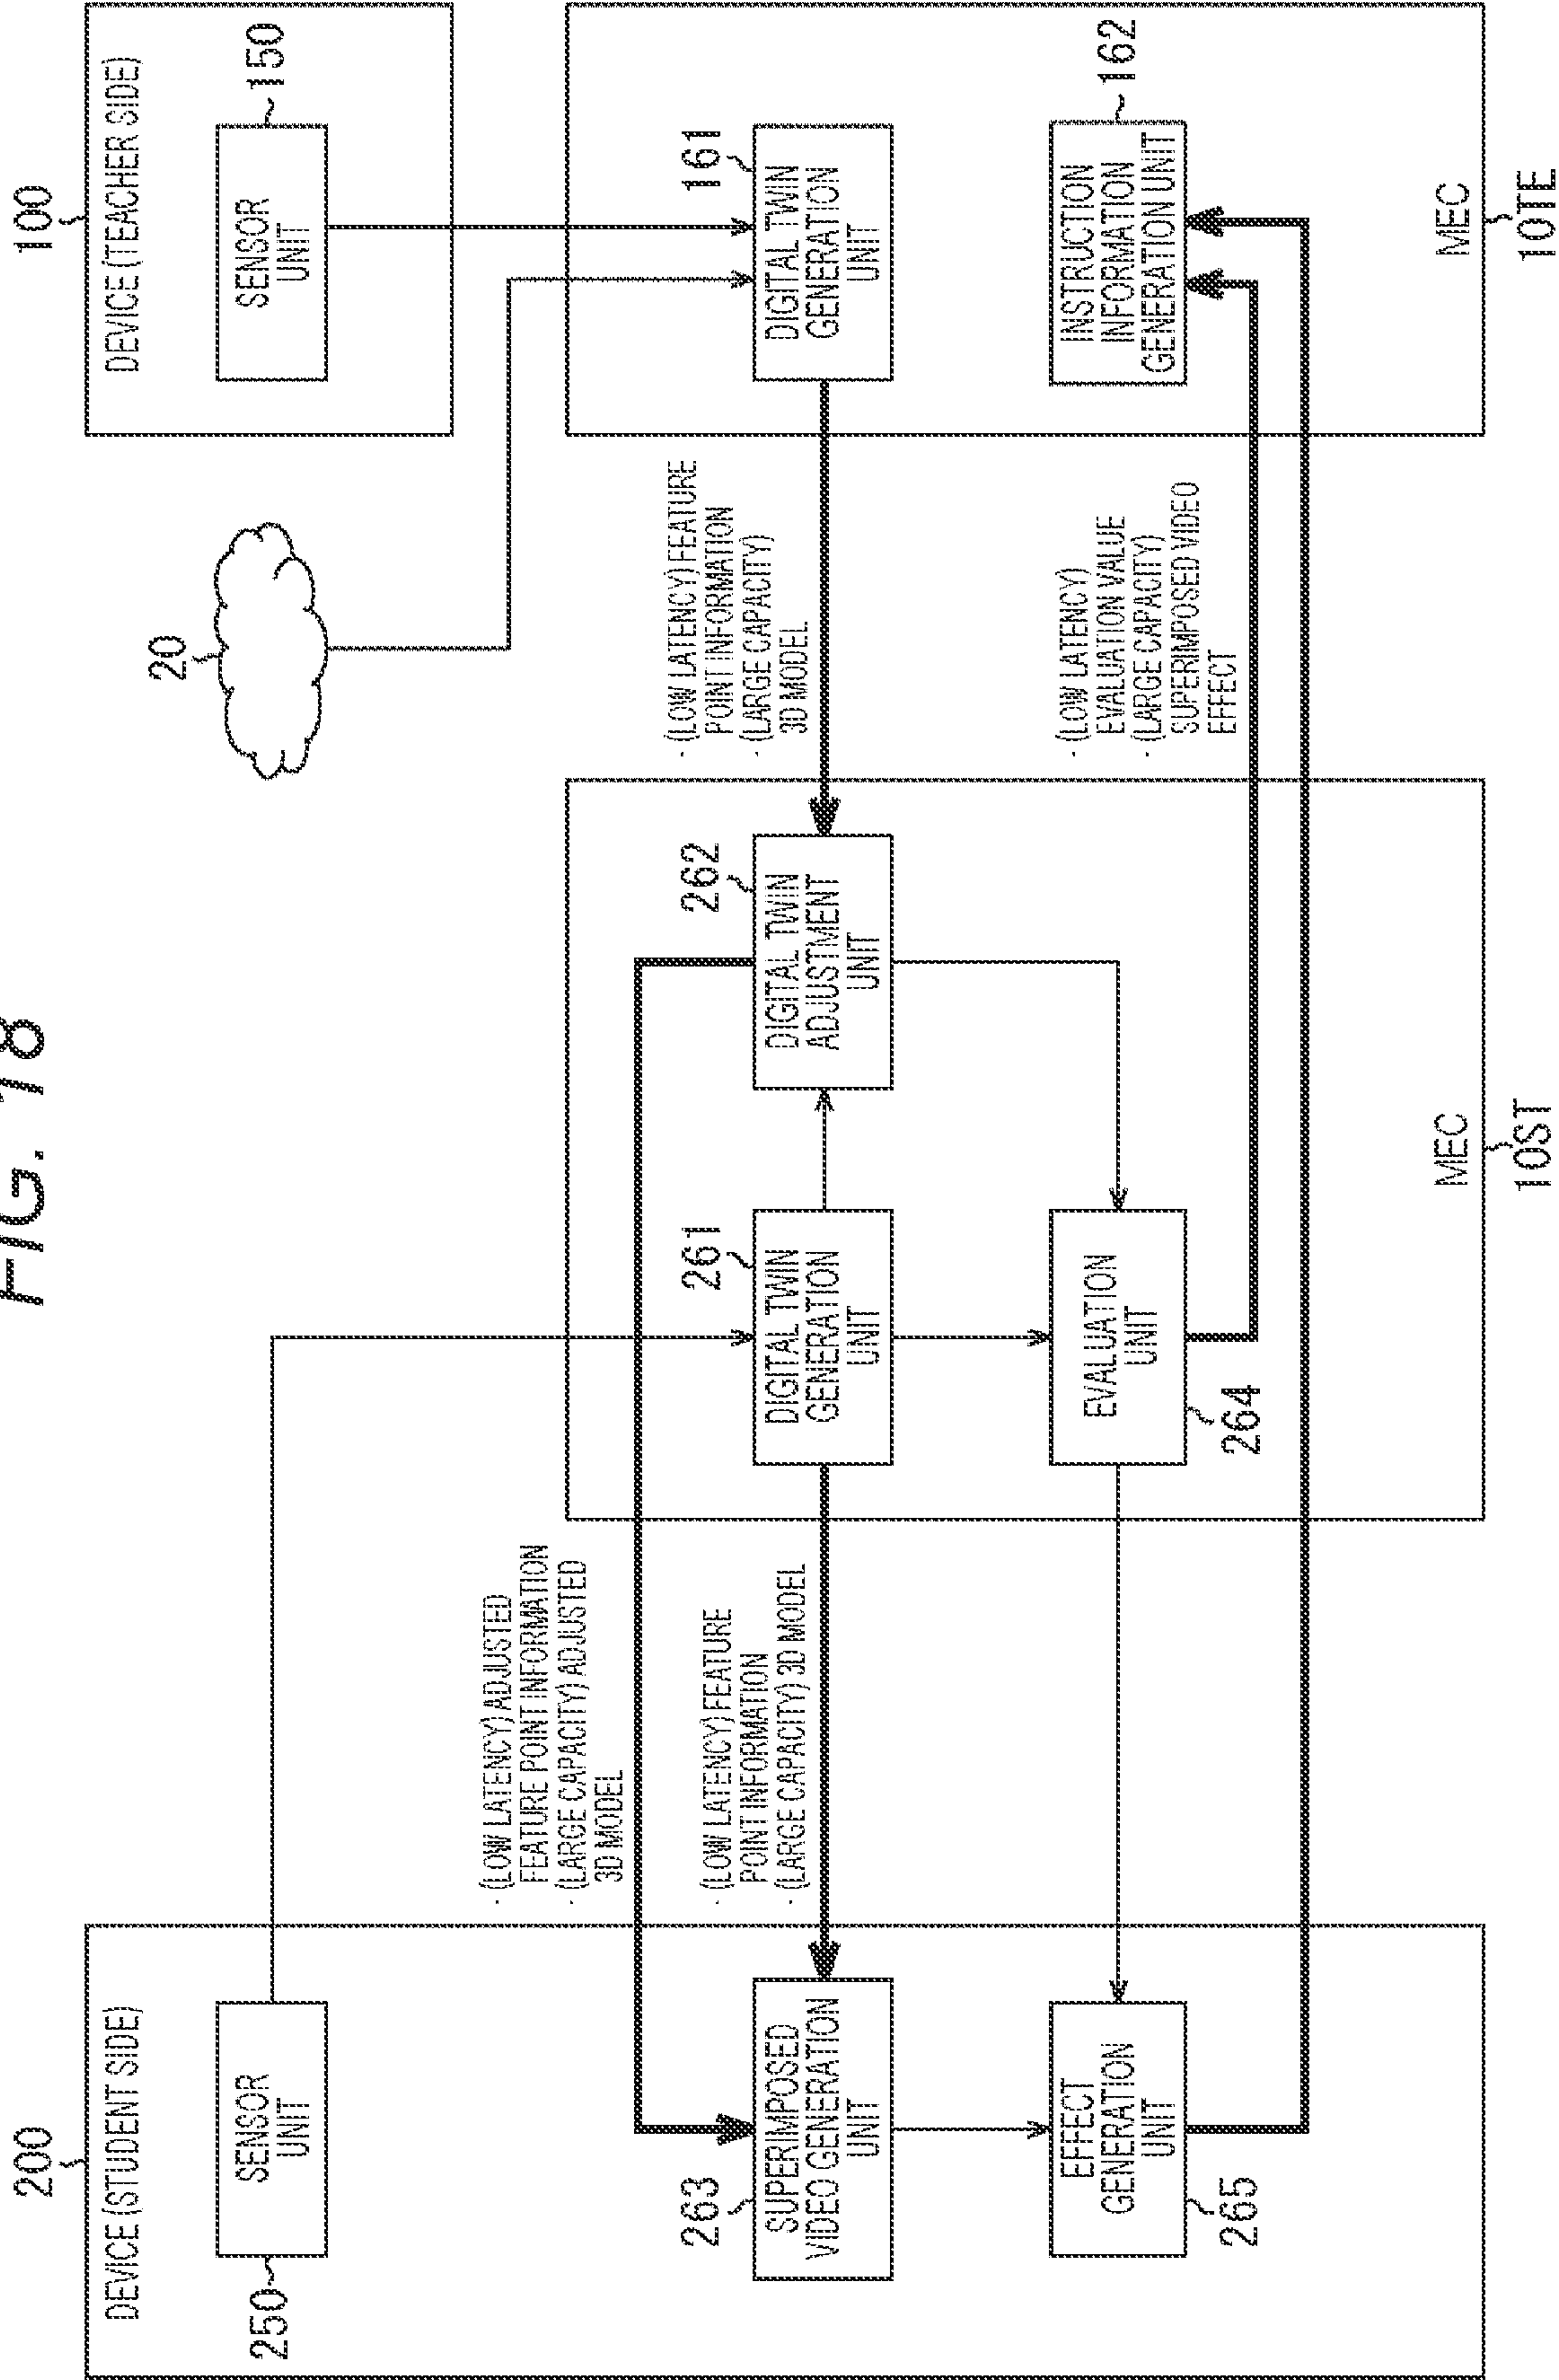 FIG. 18
200
DEVICE (STUDENT SIDE)
SENSOR
UNIT
250
20
100
DEVICE (TEACHER SIDE)
SENSOR
UNIT
150
· (LOW LATENCY) ADJUSTED
FEATURE POINT INFORMATION
· (LARGE CAPACITY) ADJUSTED
3D MODEL
· (LOW LATENCY) FEATURE
POINT INFORMATION
· (LARGE CAPACITY) 3D MODEL
263
SUPERIMPOSED
VIDEO GENERATION
UNIT
261
DIGITAL TWIN
GENERATION
UNIT
262
DIGITAL TWIN
ADJUSTMENT
UNIT
· (LOW LATENCY) FEATURE
POINT INFORMATION
· (LARGE CAPACITY)
3D MODEL
161
DIGITAL TWIN
GENERATION
UNIT
EFFECT
GENERATION
UNIT
265
EVALUATION
UNIT
264
· (LOW LATENCY)
EVALUATION VALUE
· (LARGE CAPACITY)
SUPERIMPOSED VIDEO
EFFECT
INSTRUCTION
INFORMATION
GENERATION UNIT
162
MEC
10ST
MEC
10TE